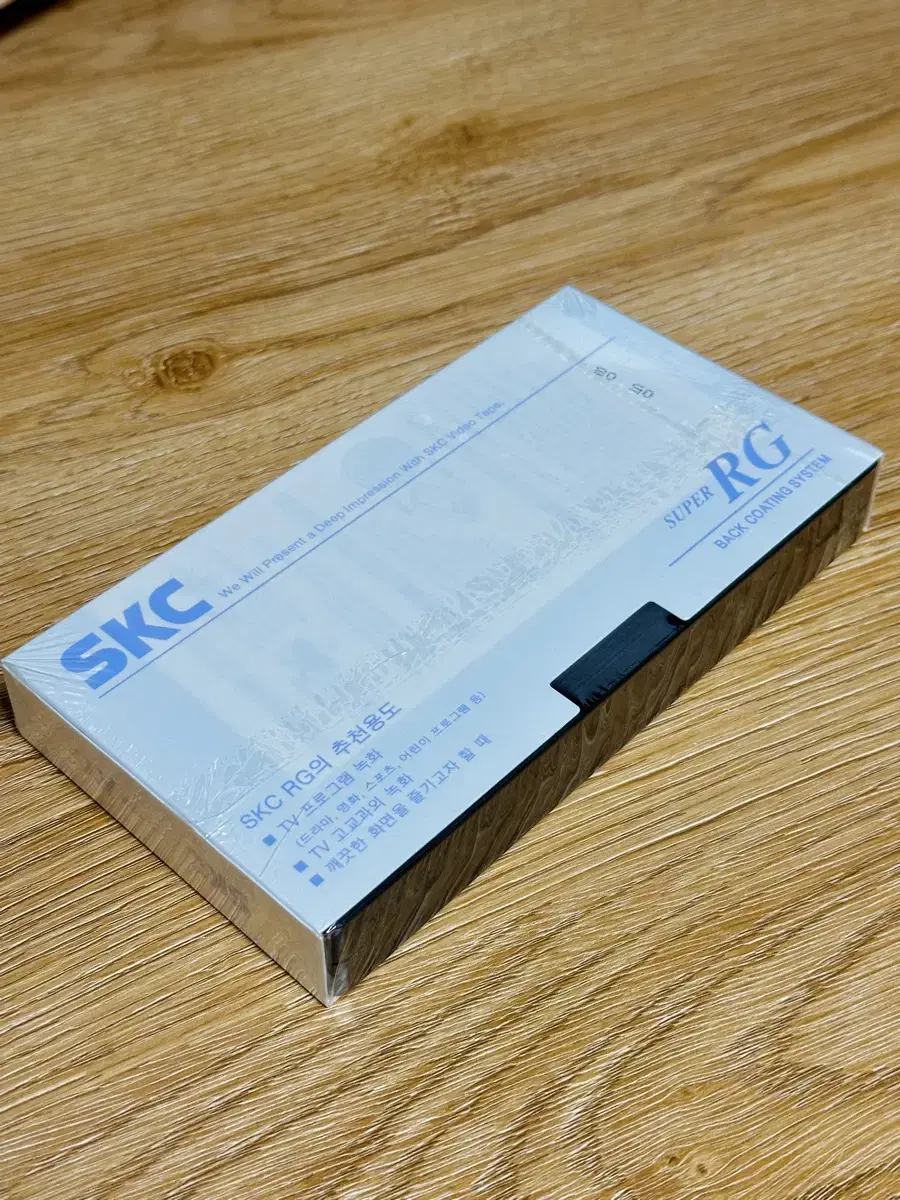 SKC We Will Present a Deep Impression With SKC Video Tape.
SUPER RG
BACK COATING SYSTEM
SKC RG의 추천용도
■ TV 프로그램 녹화
(드라마, 영화, 스포츠, 어린이 프로그램 등)
■ TV 고교과외 녹화
■ 깨끗한 화면을 즐기고자 할 때